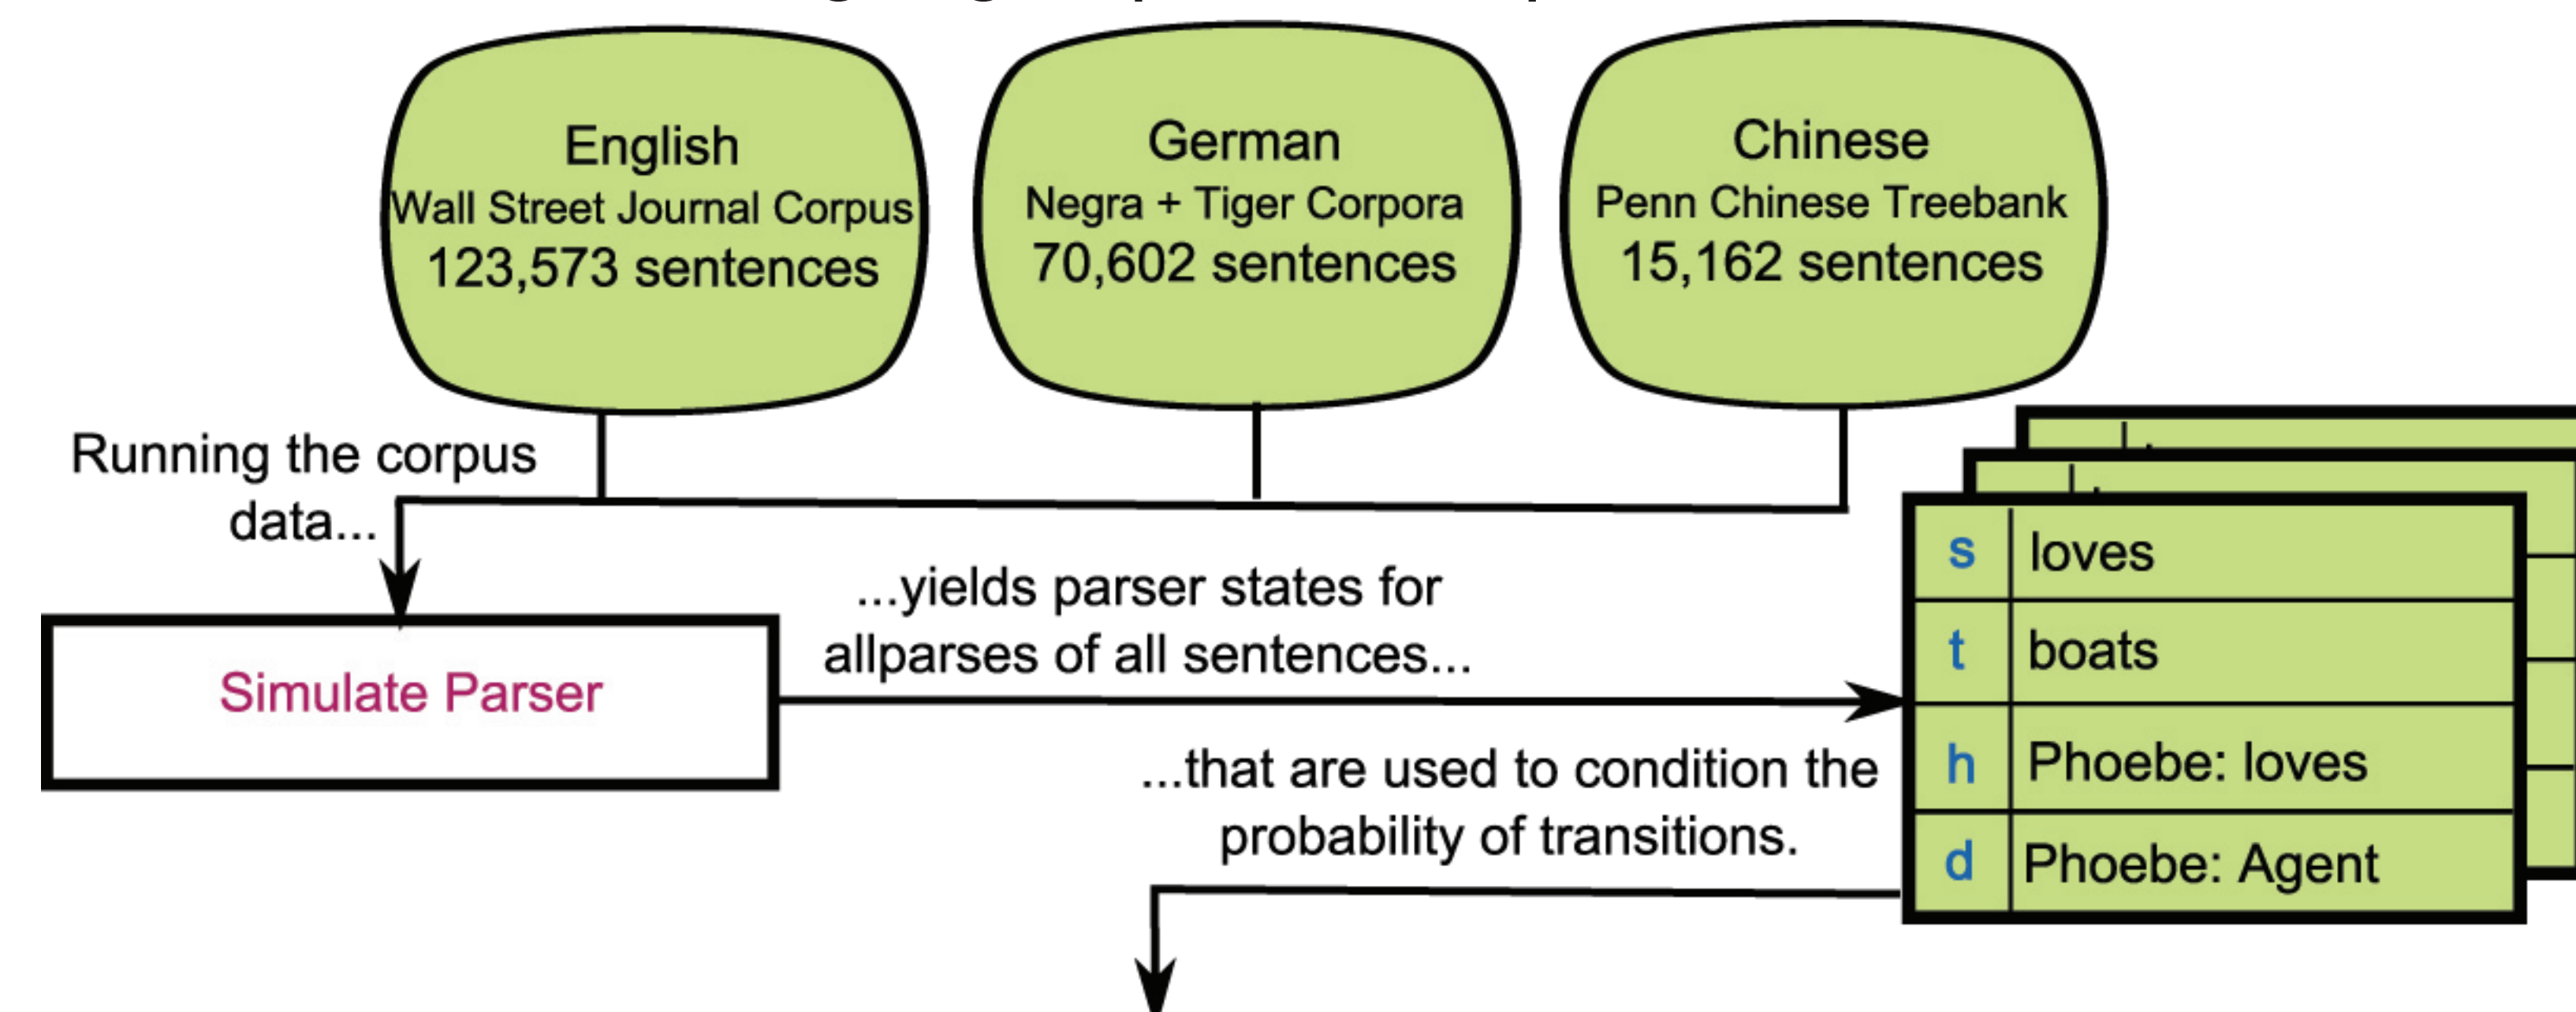 English
Wall Street Journal Corpus
123,573 sentences
German
Negra + Tiger Corpora
70,602 sentences
Chinese
Penn Chinese Treebank
15,162 sentences
Running the corpus
data...
Simulate Parser
...yields parser states for
allparses of all sentences...
s loves
t boats
h Phoebe: loves
d Phoebe: Agent
...that are used to condition the
probability of transitions.